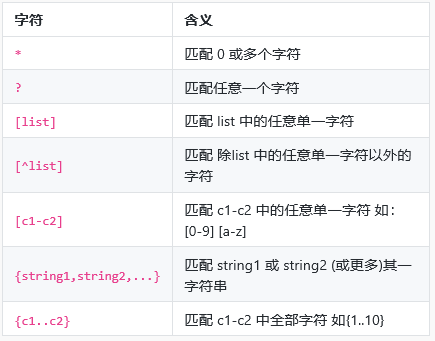 字符 含义
* 匹配 0 或多个字符
? 匹配任意一个字符
[list] 匹配 list 中的任意单一字符
[^list] 匹配 除list 中的任意单一字符以外的
字符
[c1-c2] 匹配 c1-c2 中的任意单一字符 如：
[0-9] [a-z]
{string1,string2,...} 匹配 string1 或 string2 (或更多)其一
字符串
{c1..c2} 匹配 c1-c2 中全部字符 如{1..10}